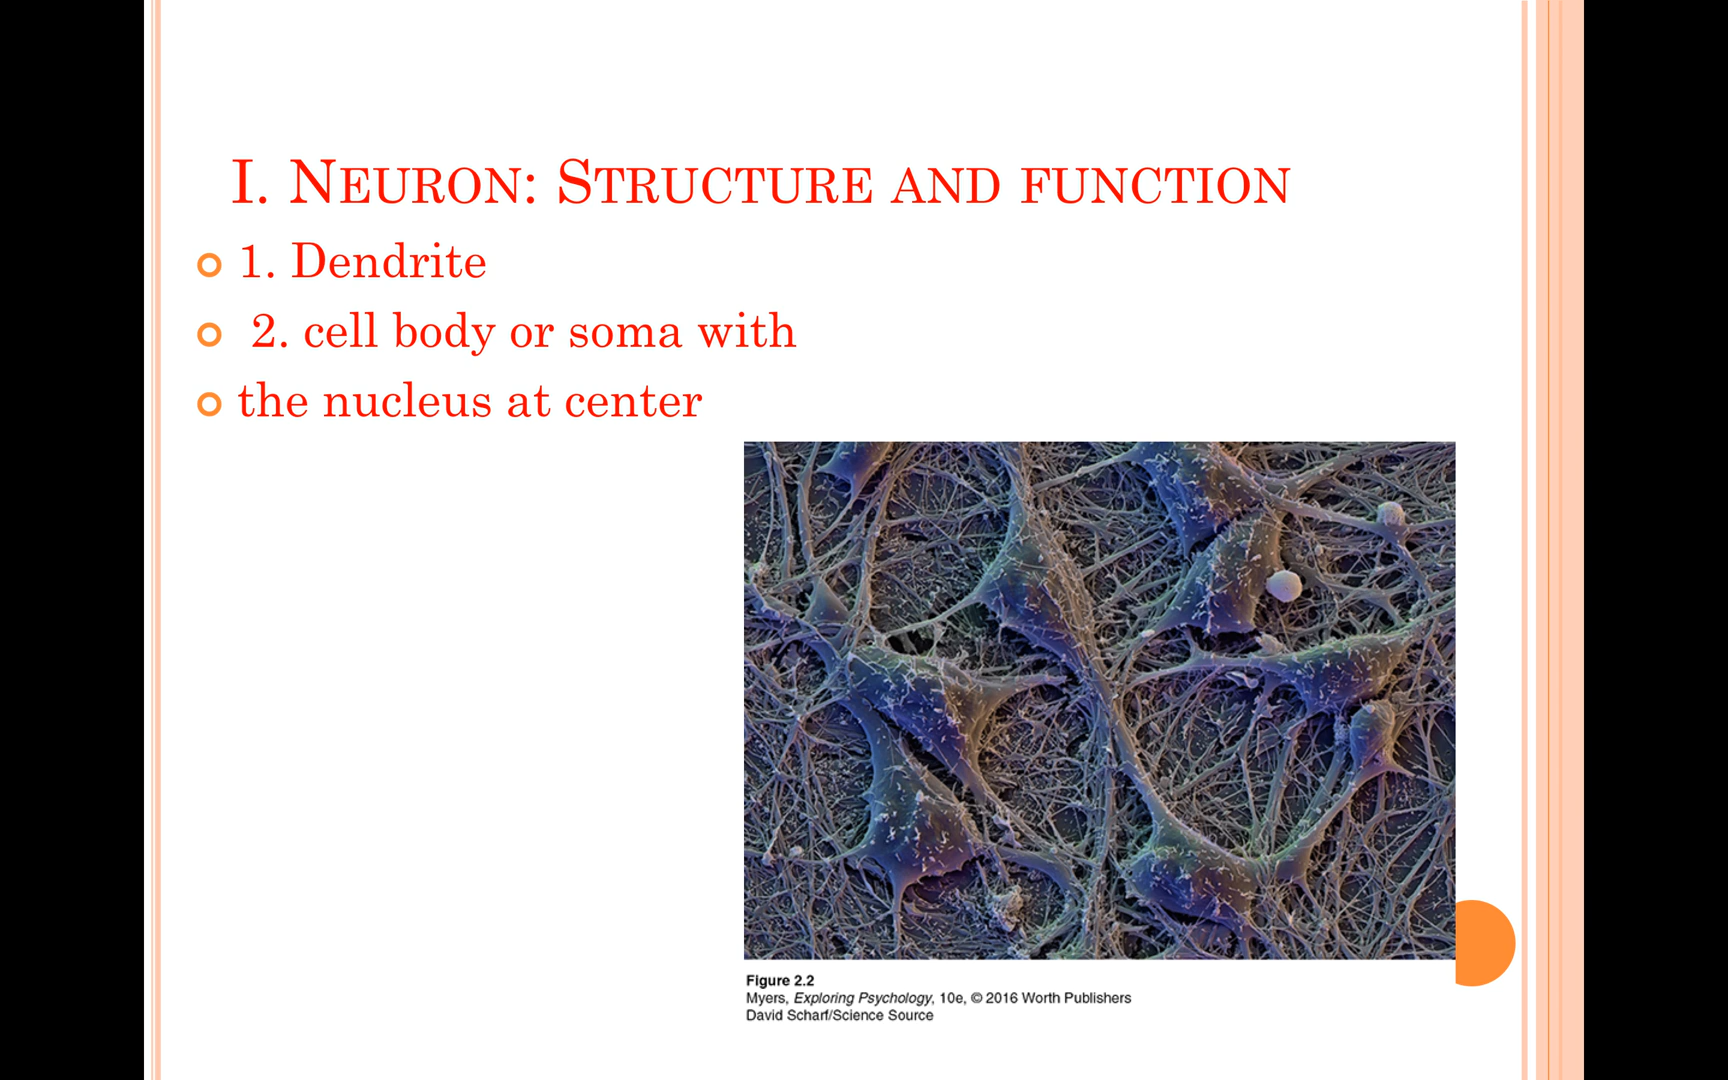 I. Neuron: Structure and function
1. Dendrite
2. cell body or soma with
the nucleus at center
Figure 2.2
Myers, Exploring Psychology, 10e, © 2016 Worth Publishers
David Scharf/Science Source